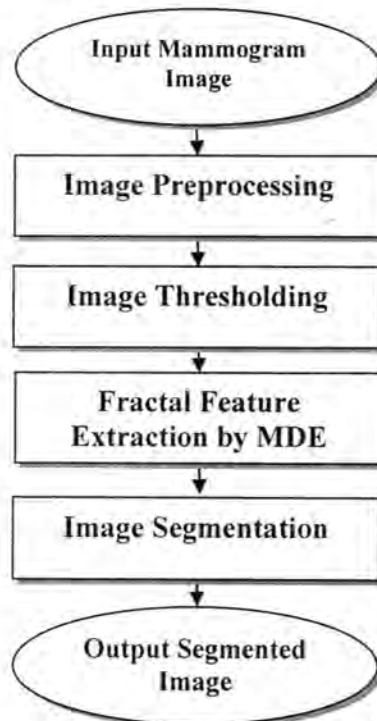 Input Mammogram
Image
Image Preprocessing
Image Thresholding
Fractal Feature
Extraction by MDE
Image Segmentation
Output Segmented
Image